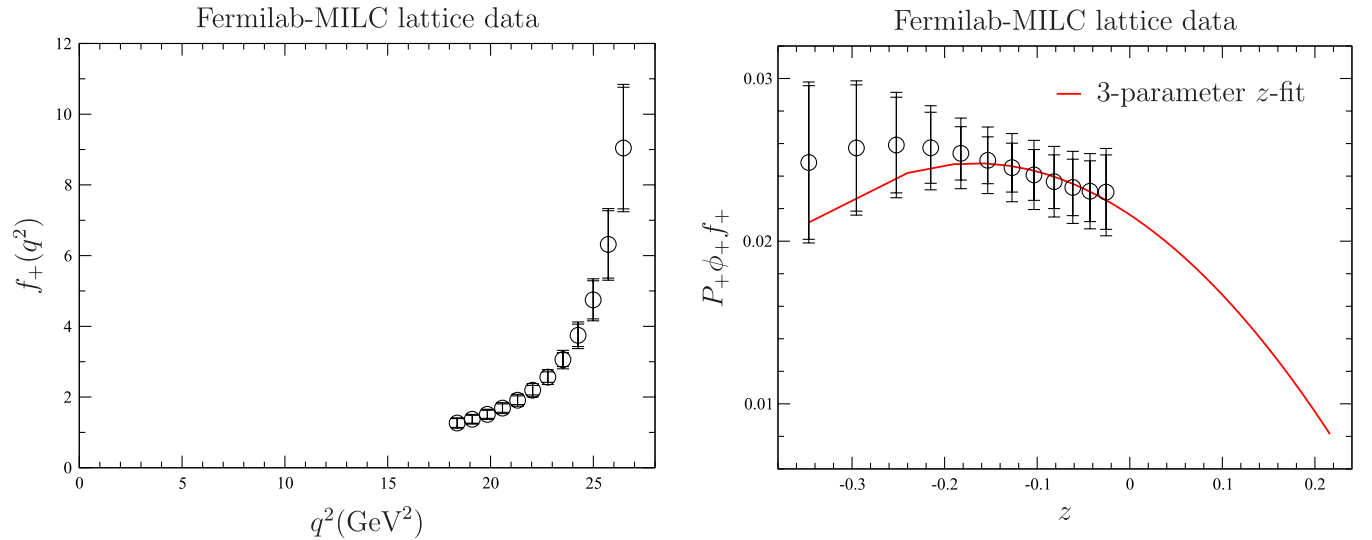 Fermilab-MILC lattice data
12
10
8
6
4
2
0
f₊(q²)
0 5 10 15 20 25
q²(GeV²)
Fermilab-MILC lattice data
3-parameter z-fit
0.03
0.02
0.01
P₊ϕ₊f₊
-0.3 -0.2 -0.1 0 0.1 0.2
z